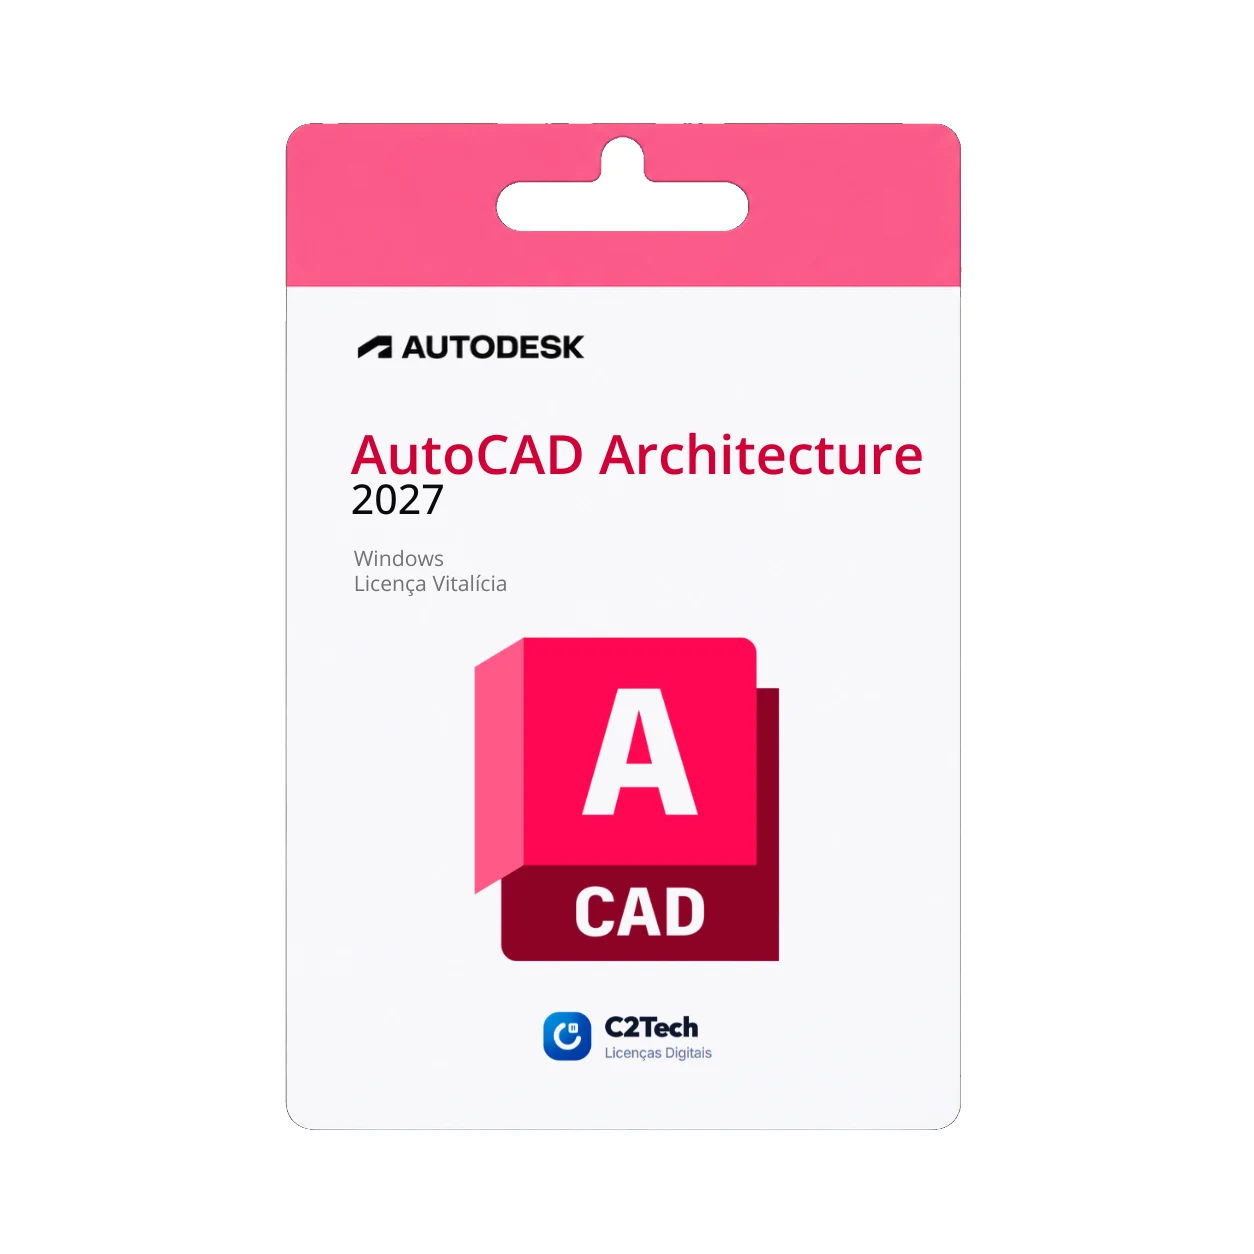 AUTODESK
AutoCAD Architecture
2027
Windows
Licença Vitalícia
A
CAD
C2Tech
Licenças Digitais